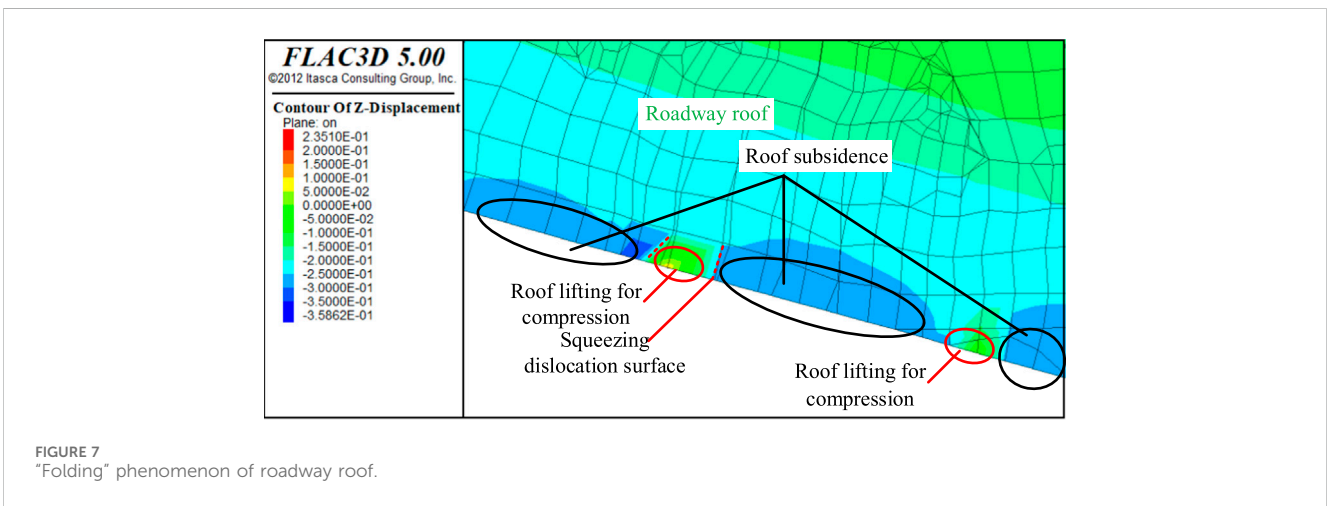 FLAC3D 5.00
©2012 Itasca Consulting Group, Inc.
Contour Of Z-Displacement
Plane: on
2.3510E-01
2.0000E-01
1.5000E-01
1.0000E-01
5.0000E-02
0.0000E+00
-5.0000E-02
-1.0000E-01
-1.5000E-01
-2.0000E-01
-2.5000E-01
-3.0000E-01
-3.5000E-01
-3.5862E-01
Roadway roof
Roof subsidence
Roof lifting for
compression
Squeezing
dislocation surface
Roof lifting for
compression
FIGURE 7
“Folding” phenomenon of roadway roof.